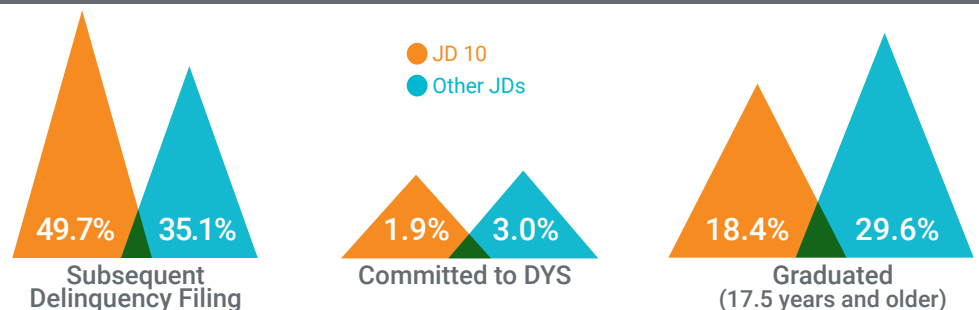 JD 10
Other JDs
49.7%
35.1%
Subsequent
Delinquency Filing
1.9%
3.0%
Committed to DYS
18.4%
29.6%
Graduated
(17.5 years and older)